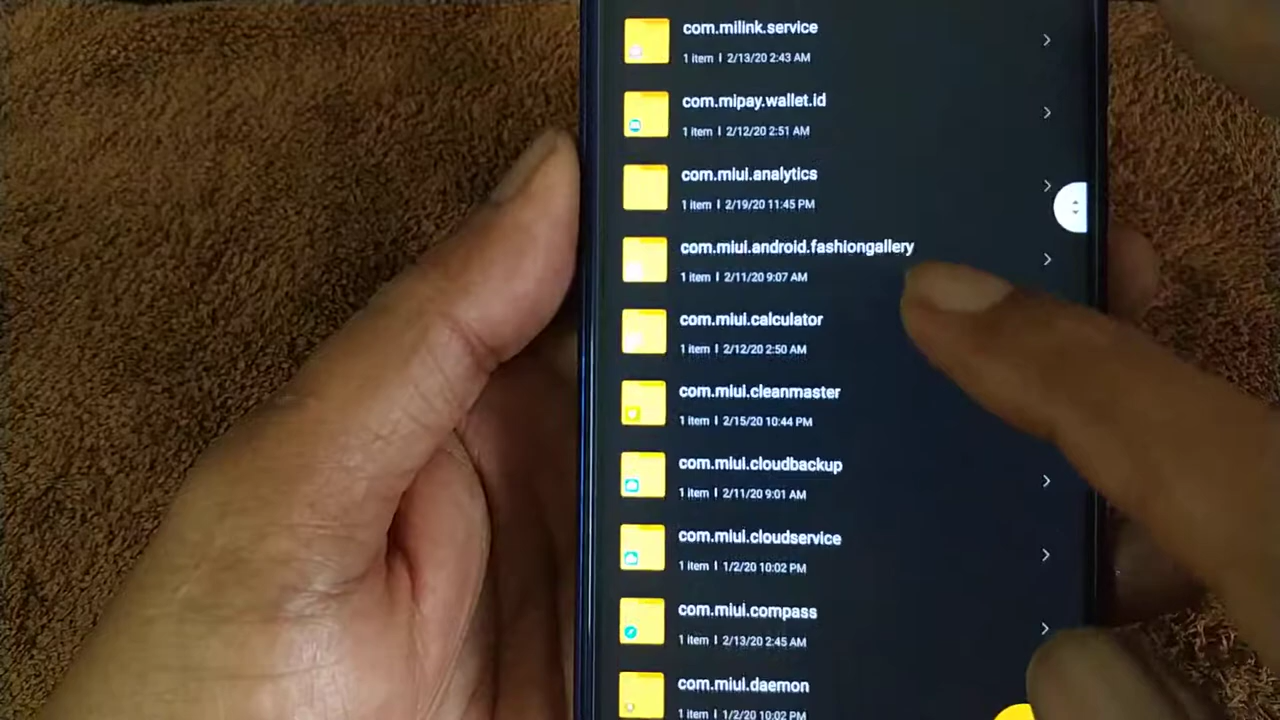 com.milink.service
1 item | 2/13/20 2:43 AM
com.mipay.wallet.id
1 item | 2/12/20 2:51 AM
com.miui.analytics
1 item | 2/19/20 11:45 PM
com.miui.android.fashiongallery
1 item | 2/11/20 9:07 AM
com.miui.calculator
1 item | 2/12/20 2:50 AM
com.miui.cleanmaster
1 item | 2/15/20 10:44 PM
com.miui.cloudbackup
1 item | 2/11/20 9:01 AM
com.miui.cloudservice
1 item | 1/2/20 10:02 PM
com.miui.compass
1 item | 2/13/20 2:45 AM
com.miui.daemon
1 item | 1/2/20 10:02 PM